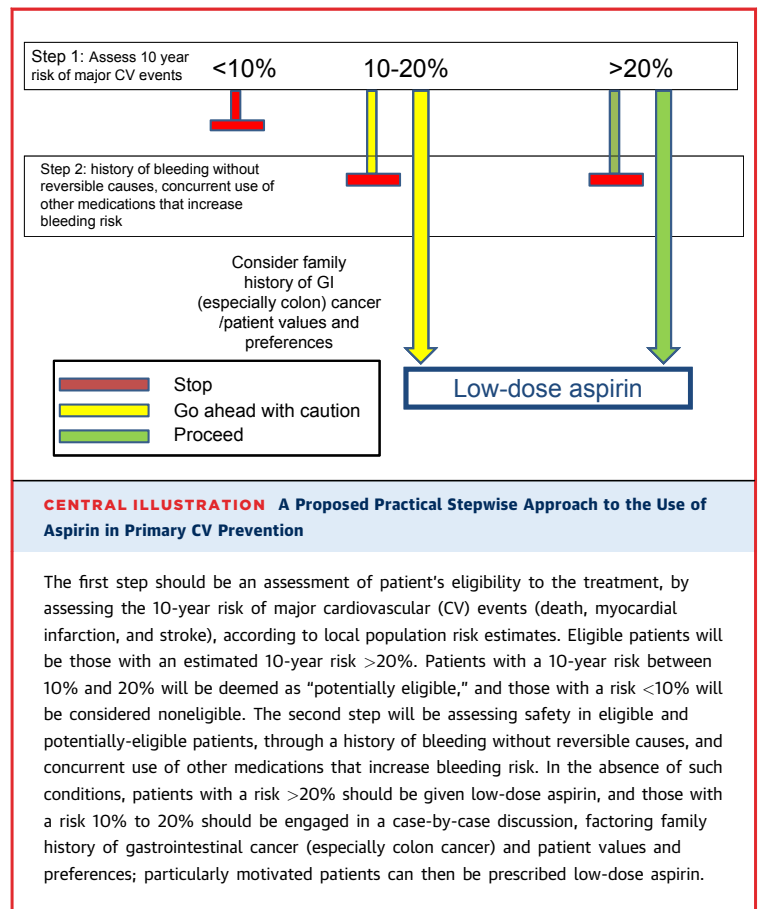 Step 1: Assess 10 year
risk of major CV events
<10%
10-20%
>20%
Step 2: history of bleeding without
reversible causes, concurrent use of
other medications that increase
bleeding risk
Consider family
history of GI
(especially colon) cancer
/patient values and
preferences
Stop
Go ahead with caution
Proceed
Low-dose aspirin
CENTRAL ILLUSTRATION A Proposed Practical Stepwise Approach to the Use of
Aspirin in Primary CV Prevention
The first step should be an assessment of patient's eligibility to the treatment, by
assessing the 10-year risk of major cardiovascular (CV) events (death, myocardial
infarction, and stroke), according to local population risk estimates. Eligible patients will
be those with an estimated 10-year risk >20%. Patients with a 10-year risk between
10% and 20% will be deemed as "potentially eligible," and those with a risk <10% will
be considered noneligible. The second step will be assessing safety in eligible and
potentially-eligible patients, through a history of bleeding without reversible causes, and
concurrent use of other medications that increase bleeding risk. In the absence of such
conditions, patients with a risk >20% should be given low-dose aspirin, and those with
a risk 10% to 20% should be engaged in a case-by-case discussion, factoring family
history of gastrointestinal cancer (especially colon cancer) and patient values and
preferences; particularly motivated patients can then be prescribed low-dose aspirin.